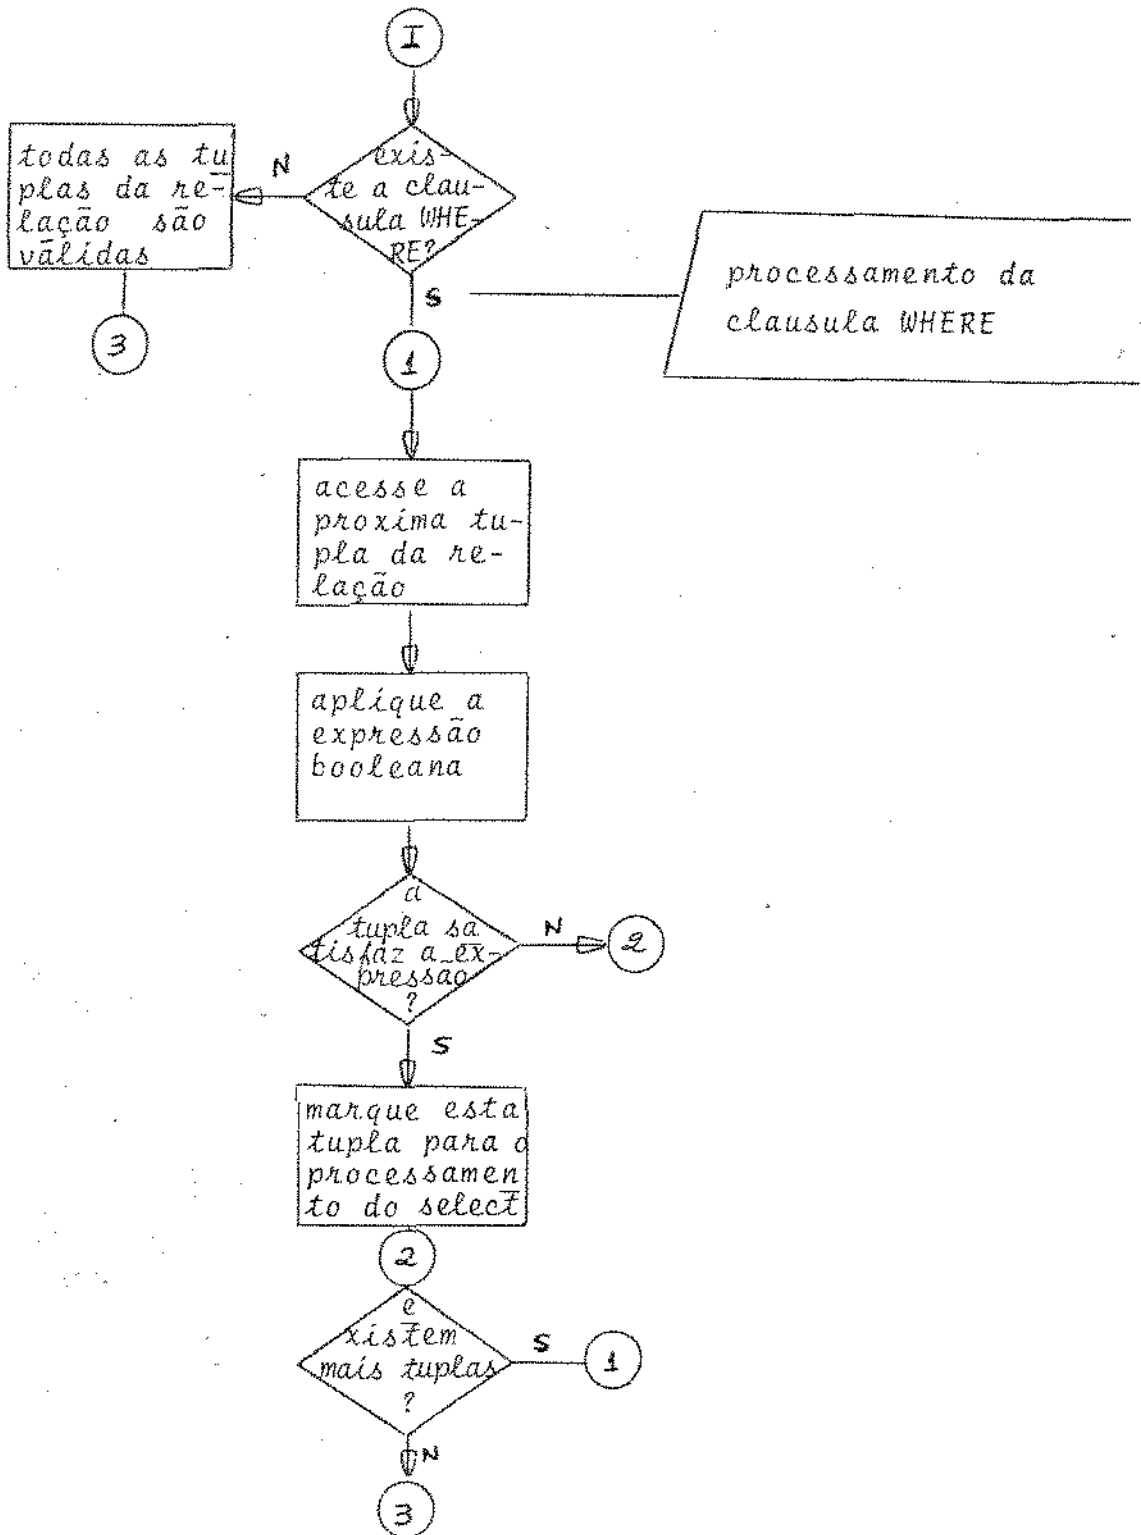 I
exis-
te a clau-
sula WHE-
RE?
N
todas as tu
plas da re-
lação são
válidas
3
S
processamento da
clausula WHERE
1
acesse a
proxima tu-
pla da re-
lação
aplique a
expressão
booleana
a
tupla sa
tisfaz a ex-
pressão
?
N
2
S
marque esta
tupla para o
processamen
to do select
2
e
xistem
mais tuplas
?
S
1
N
3